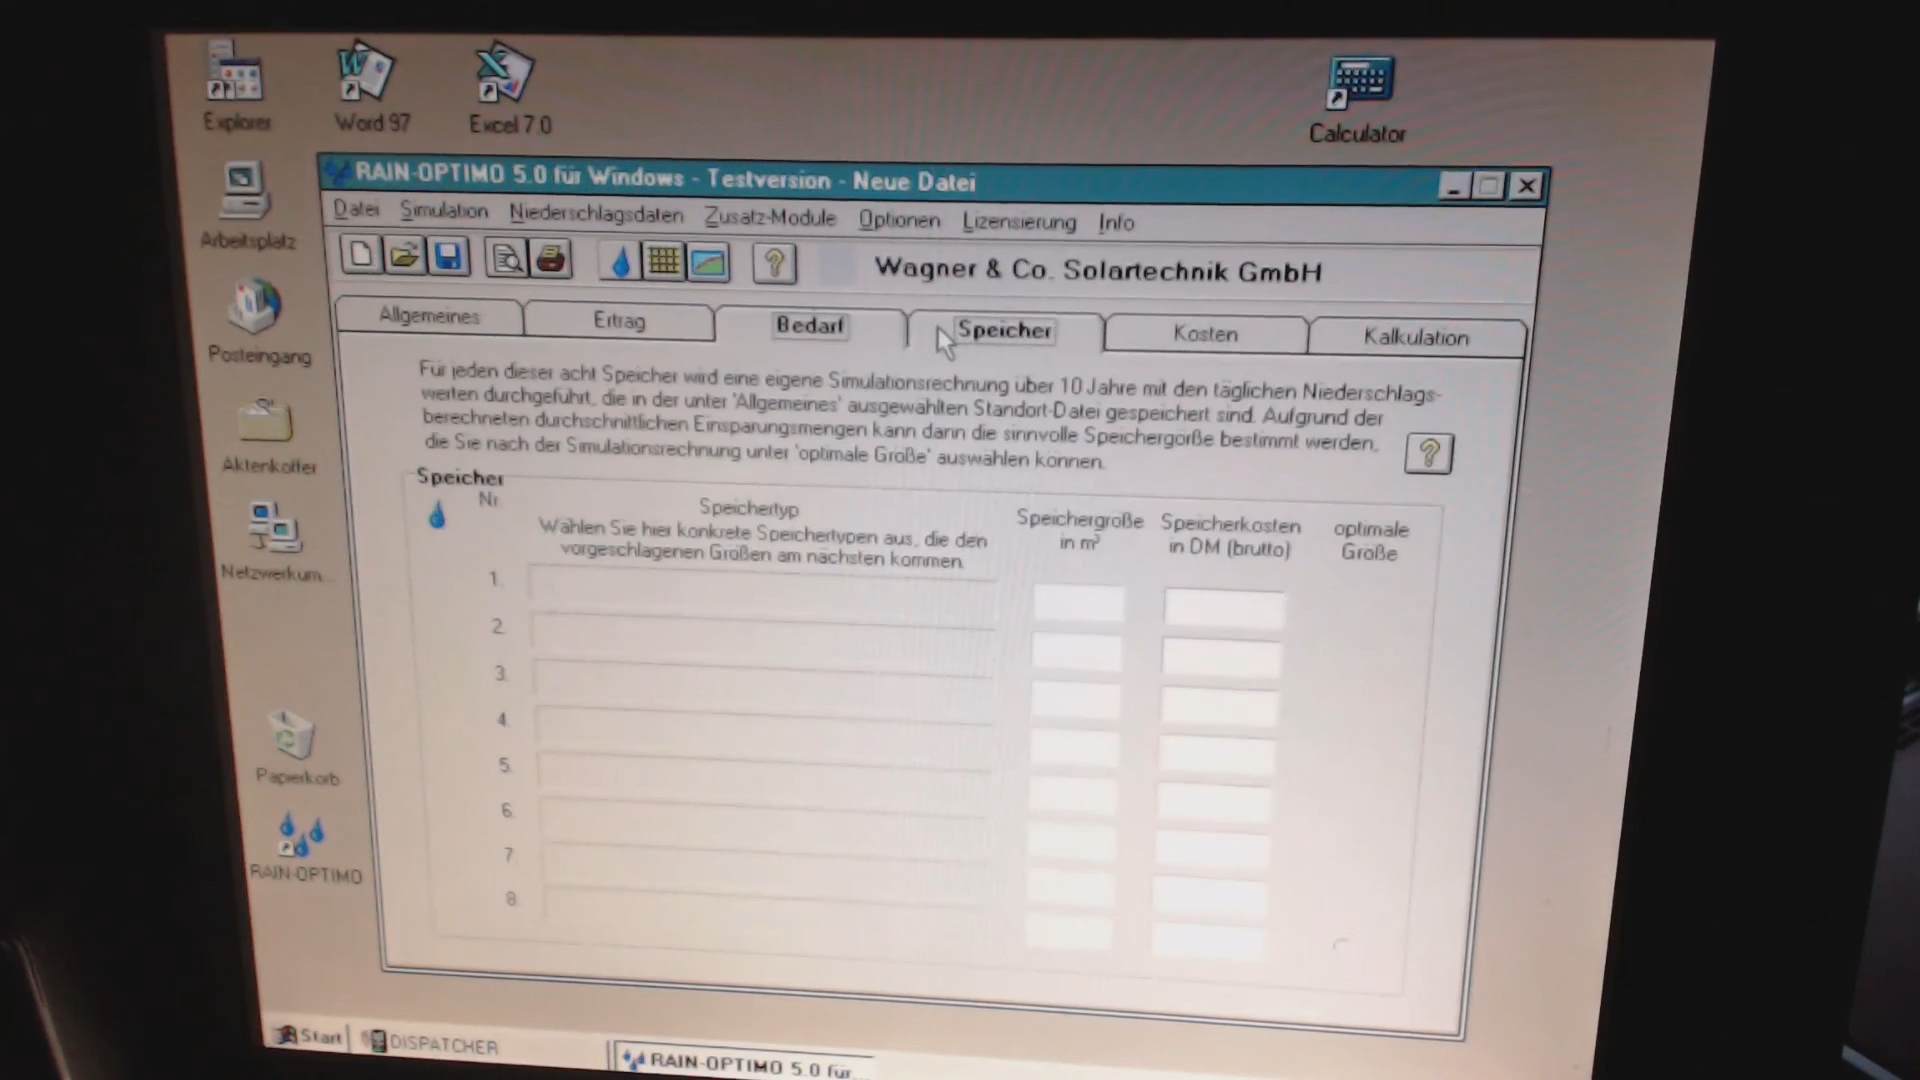 Explorer
Word 97
Excel 7.0
Calculator
Arbeitsplatz
Posteingang
Aktenkoffer
Netzwerkum...
Papierkorb
RAIN-OPTIMO
RAIN-OPTIMO 5.0 für Windows - Testversion - Neue Datei
Datei Simulation Niederschlagsdaten Zusatz-Module Optionen Lizensierung Info
Wagner & Co. Solartechnik GmbH
Allgemeines Ertrag Bedarf Speicher Kosten Kalkulation
Für jeden dieser acht Speicher wird eine eigene Simulationsrechnung über 10 Jahre mit den täglichen Niederschlags-
werten durchgeführt, die in der unter 'Allgemeines' ausgewählten Standort-Datei gespeichert sind. Aufgrund der
berechneten durchschnittlichen Einsparungsmengen kann dann die sinnvolle Speichergörße bestimmt werden,
die Sie nach der Simulationsrechnung unter 'optimale Größe' auswählen können.
Speicher
Nr.
Speichertyp
Wählen Sie hier konkrete Speichertypen aus, die den
vorgeschlagenen Größen am nächsten kommen.
Speichergröße
in m³
Speicherkosten
in DM (brutto)
optimale
Größe
1.
2.
3.
4.
5.
6.
7.
8.
Start
DISPATCHER
RAIN-OPTIMO 5.0 für...